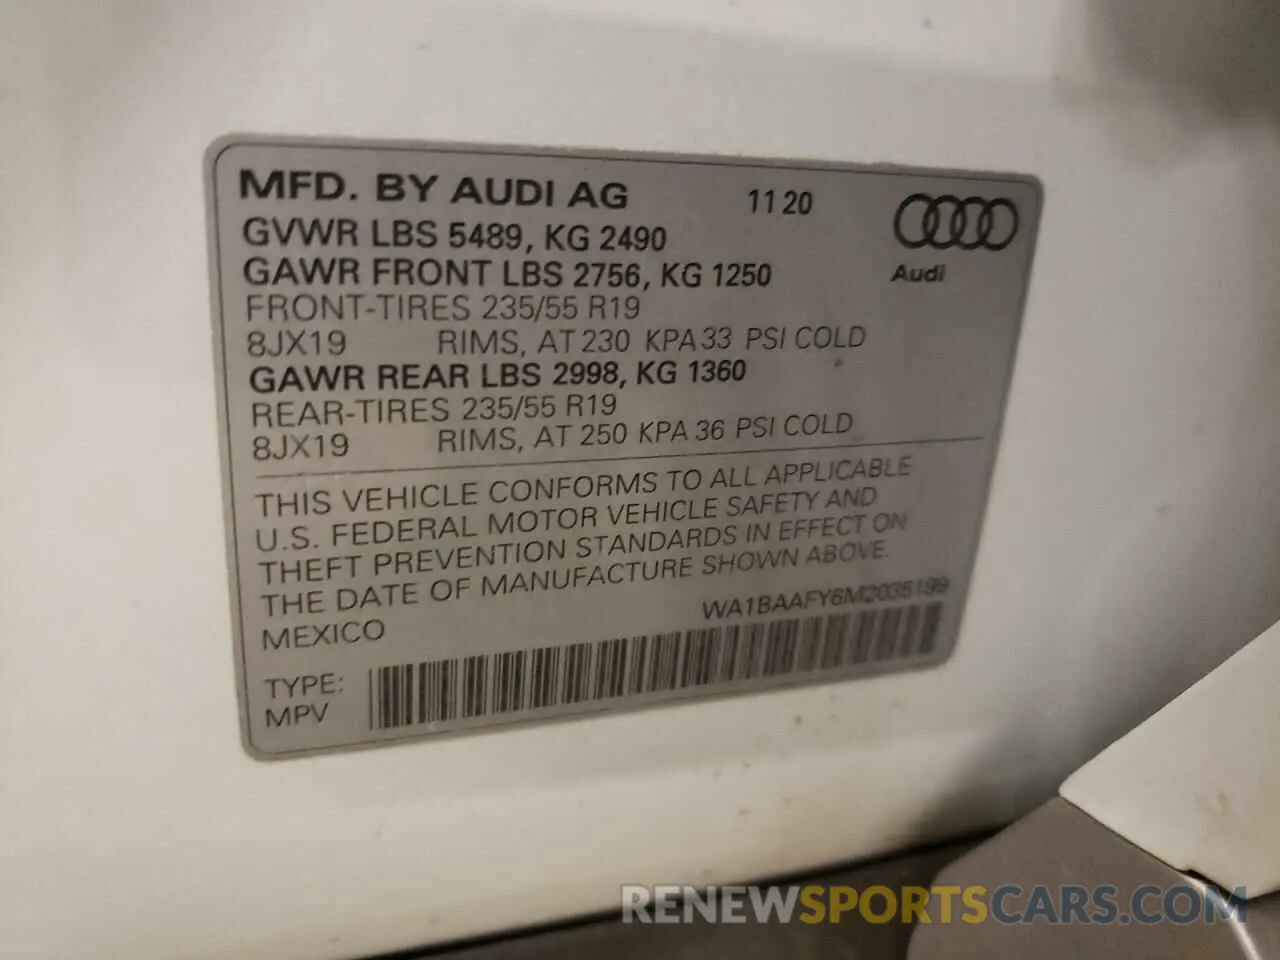 MFD. BY AUDI AG 11 20
GVWR LBS 5489, KG 2490
GAWR FRONT LBS 2756, KG 1250
Audi
FRONT-TIRES 235/55 R19
8JX19 RIMS, AT 230 KPA 33 PSI COLD
GAWR REAR LBS 2998, KG 1360
REAR-TIRES 235/55 R19
8JX19 RIMS, AT 250 KPA 36 PSI COLD
THIS VEHICLE CONFORMS TO ALL APPLICABLE
U.S. FEDERAL MOTOR VEHICLE SAFETY AND
THEFT PREVENTION STANDARDS IN EFFECT ON
THE DATE OF MANUFACTURE SHOWN ABOVE.
WA1BAAFY6M2035199
MEXICO
TYPE:
MPV
RENEWSPORTSCARS.COM